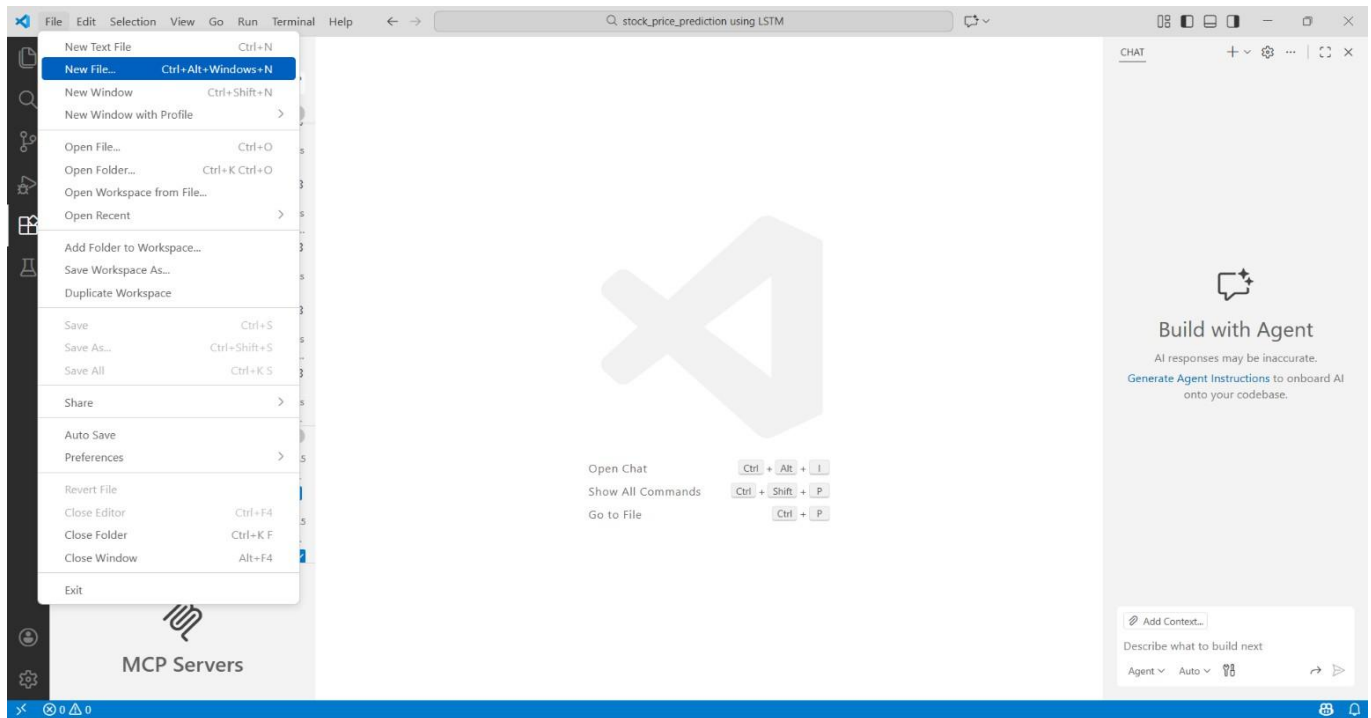 File Edit Selection View Go Run Terminal Help
stock_price_prediction using LSTM
New Text File Ctrl+N
New File... Ctrl+Alt+Windows+N
New Window Ctrl+Shift+N
New Window with Profile
Open File... Ctrl+O
Open Folder... Ctrl+K Ctrl+O
Open Workspace from File...
Open Recent
Add Folder to Workspace...
Save Workspace As...
Duplicate Workspace
Save Ctrl+S
Save As... Ctrl+Shift+S
Save All Ctrl+K S
Share
Auto Save
Preferences
Revert File
Close Editor Ctrl+F4
Close Folder Ctrl+K F
Close Window Alt+F4
Exit
MCP Servers
Open Chat Ctrl + Alt + I
Show All Commands Ctrl + Shift + P
Go to File Ctrl + P
CHAT
Build with Agent
AI responses may be inaccurate.
Generate Agent Instructions to onboard AI
onto your codebase.
Add Context...
Describe what to build next
Agent Auto
0 0